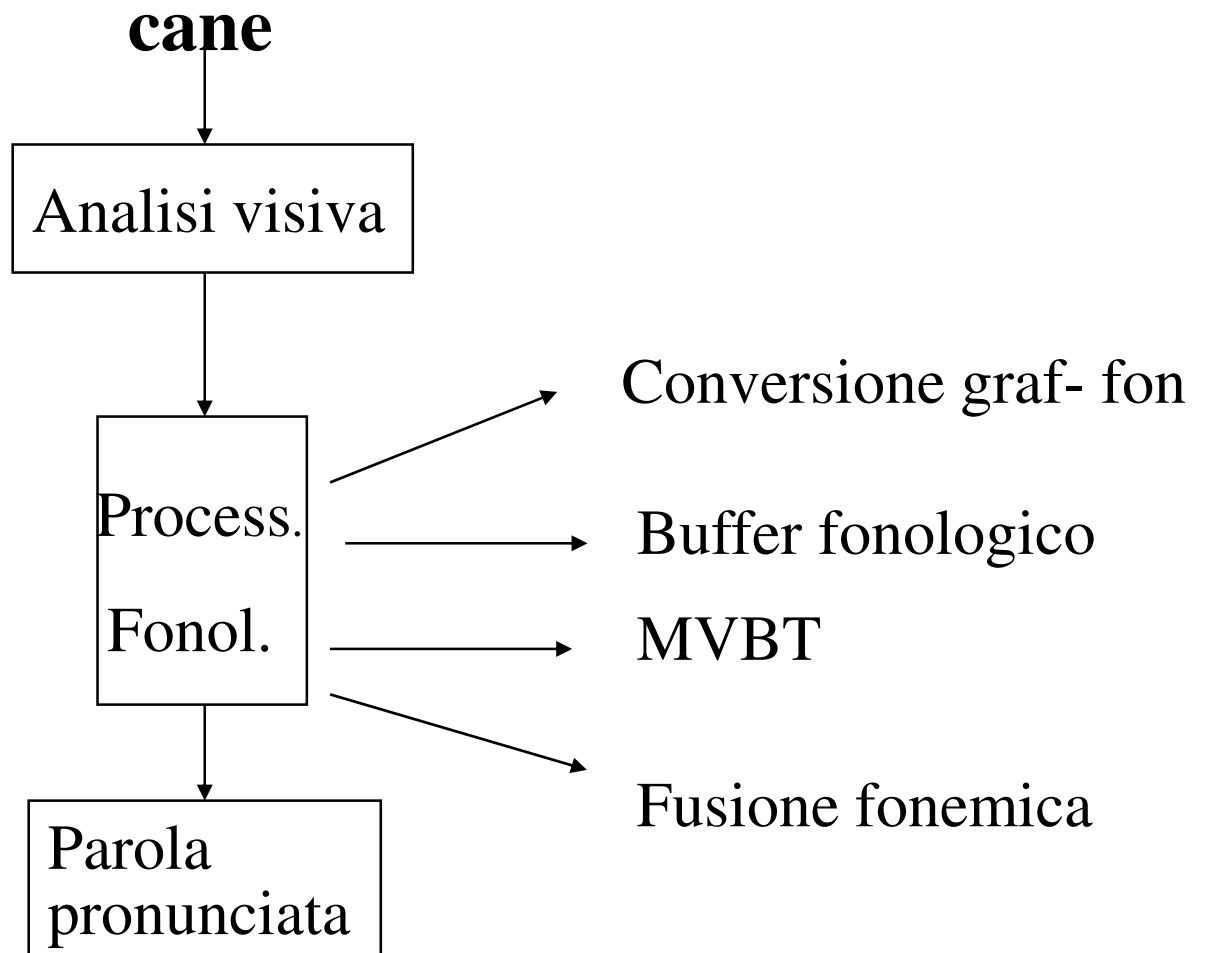 cane
Analisi visiva
Conversione graf- fon
Process.
Fonol.
Buffer fonologico
MVBT
Fusione fonemica
Parola
pronunciata